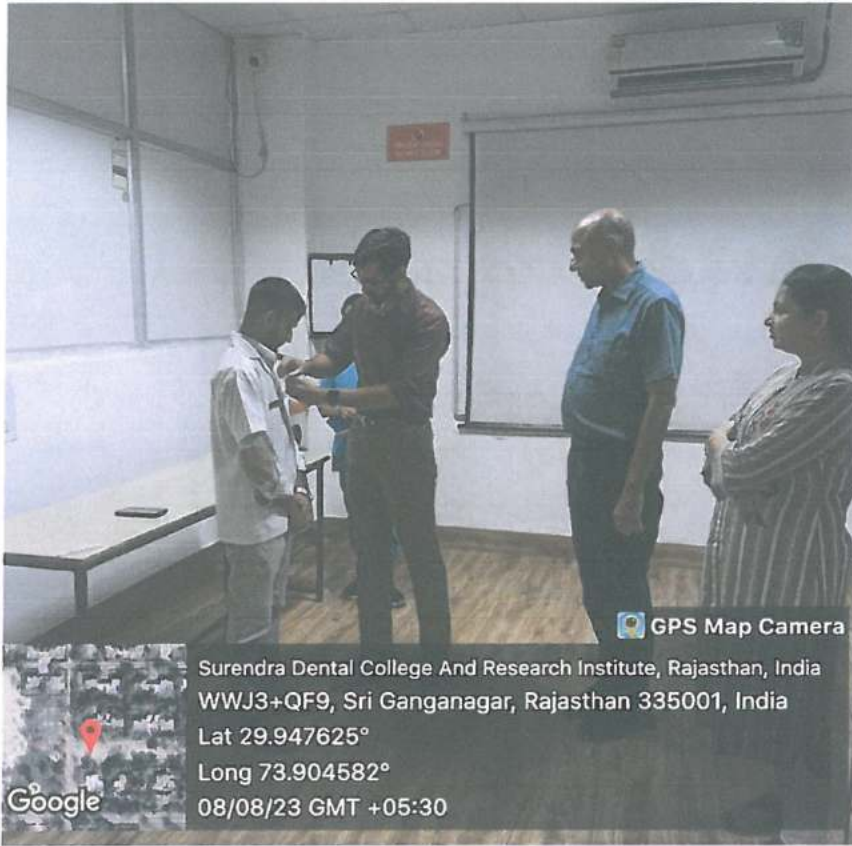 GPS Map Camera
Surendra Dental College And Research Institute, Rajasthan, India
WWJ3+QF9, Sri Ganganagar, Rajasthan 335001, India
Lat 29.947625°
Long 73.904582°
08/08/23 GMT +05:30
Google